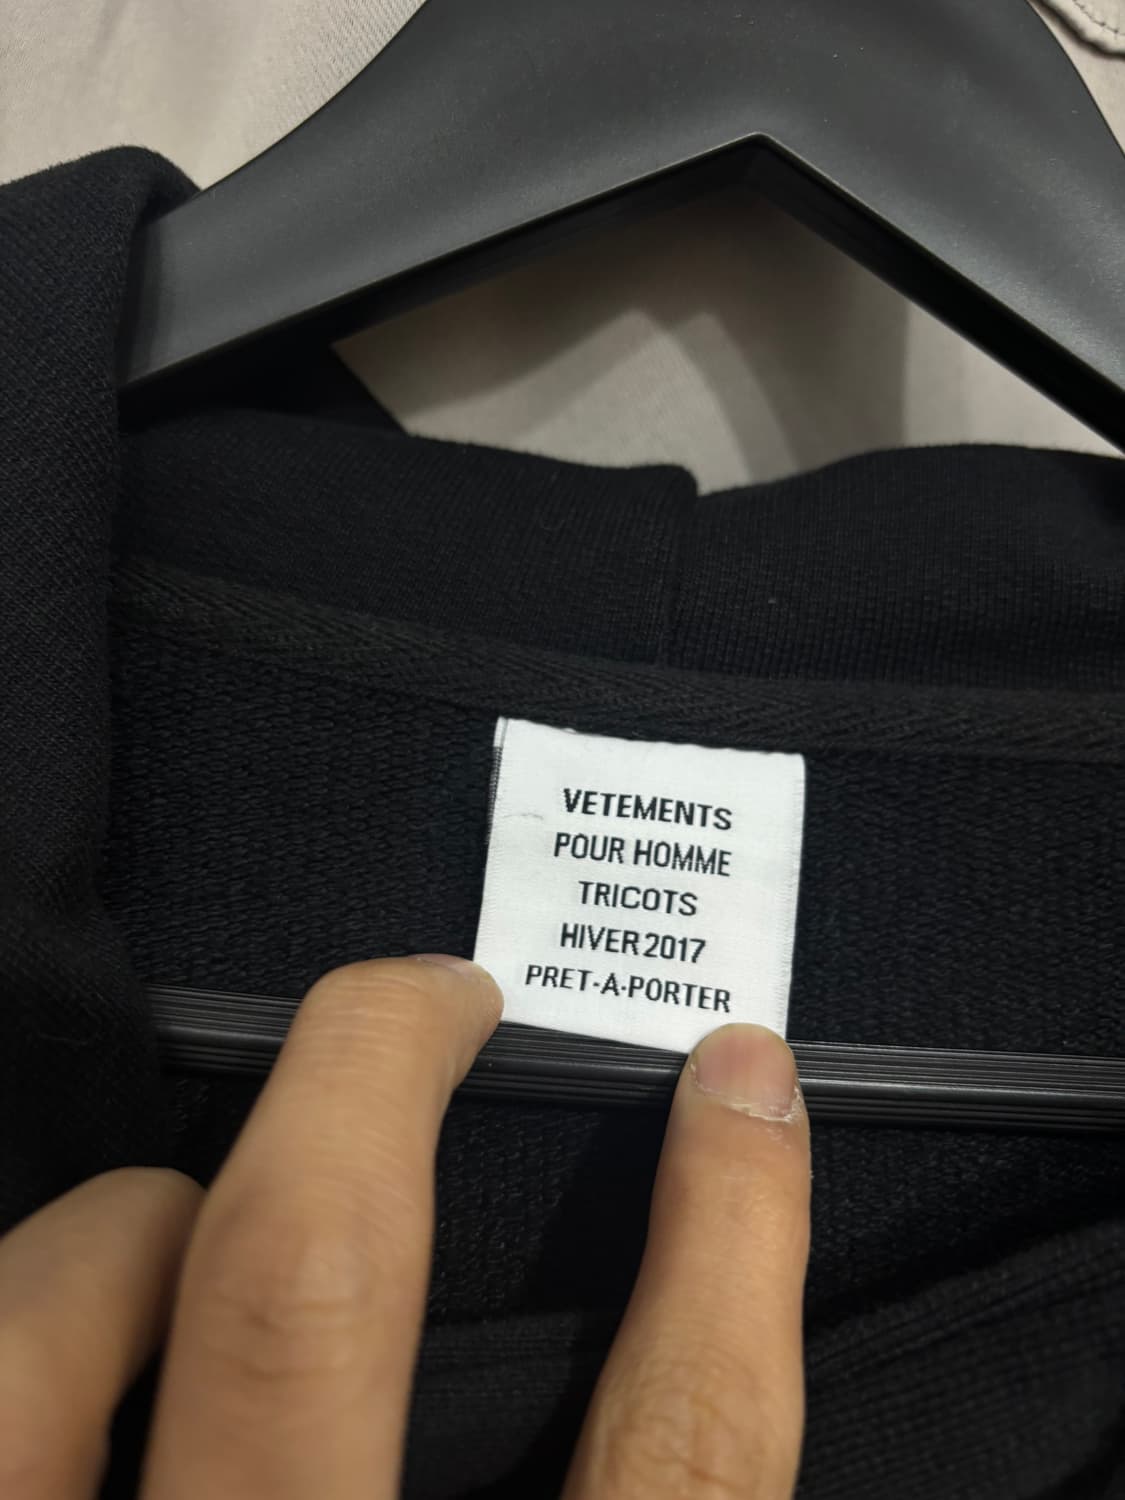 VETEMENTS
POUR HOMME
TRICOTS
HIVER 2017
PRET-A-PORTER